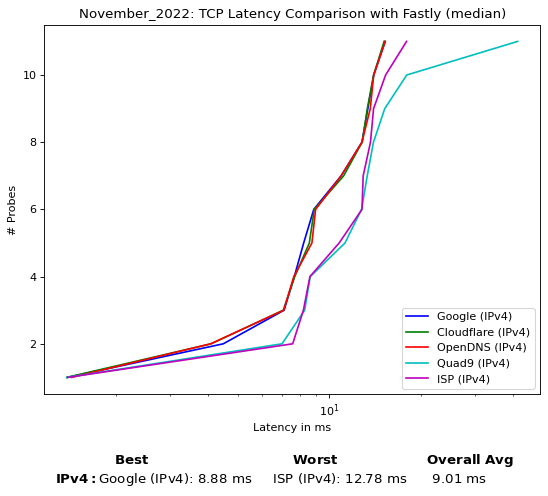 November_2022: TCP Latency Comparison with Fastly (median)
# Probes
10
8
6
4
2
Google (IPv4)
Cloudflare (IPv4)
OpenDNS (IPv4)
Quad9 (IPv4)
ISP (IPv4)
10^1
Latency in ms
Best Worst Overall Avg
IPv4: Google (IPv4): 8.88 ms ISP (IPv4): 12.78 ms 9.01 ms